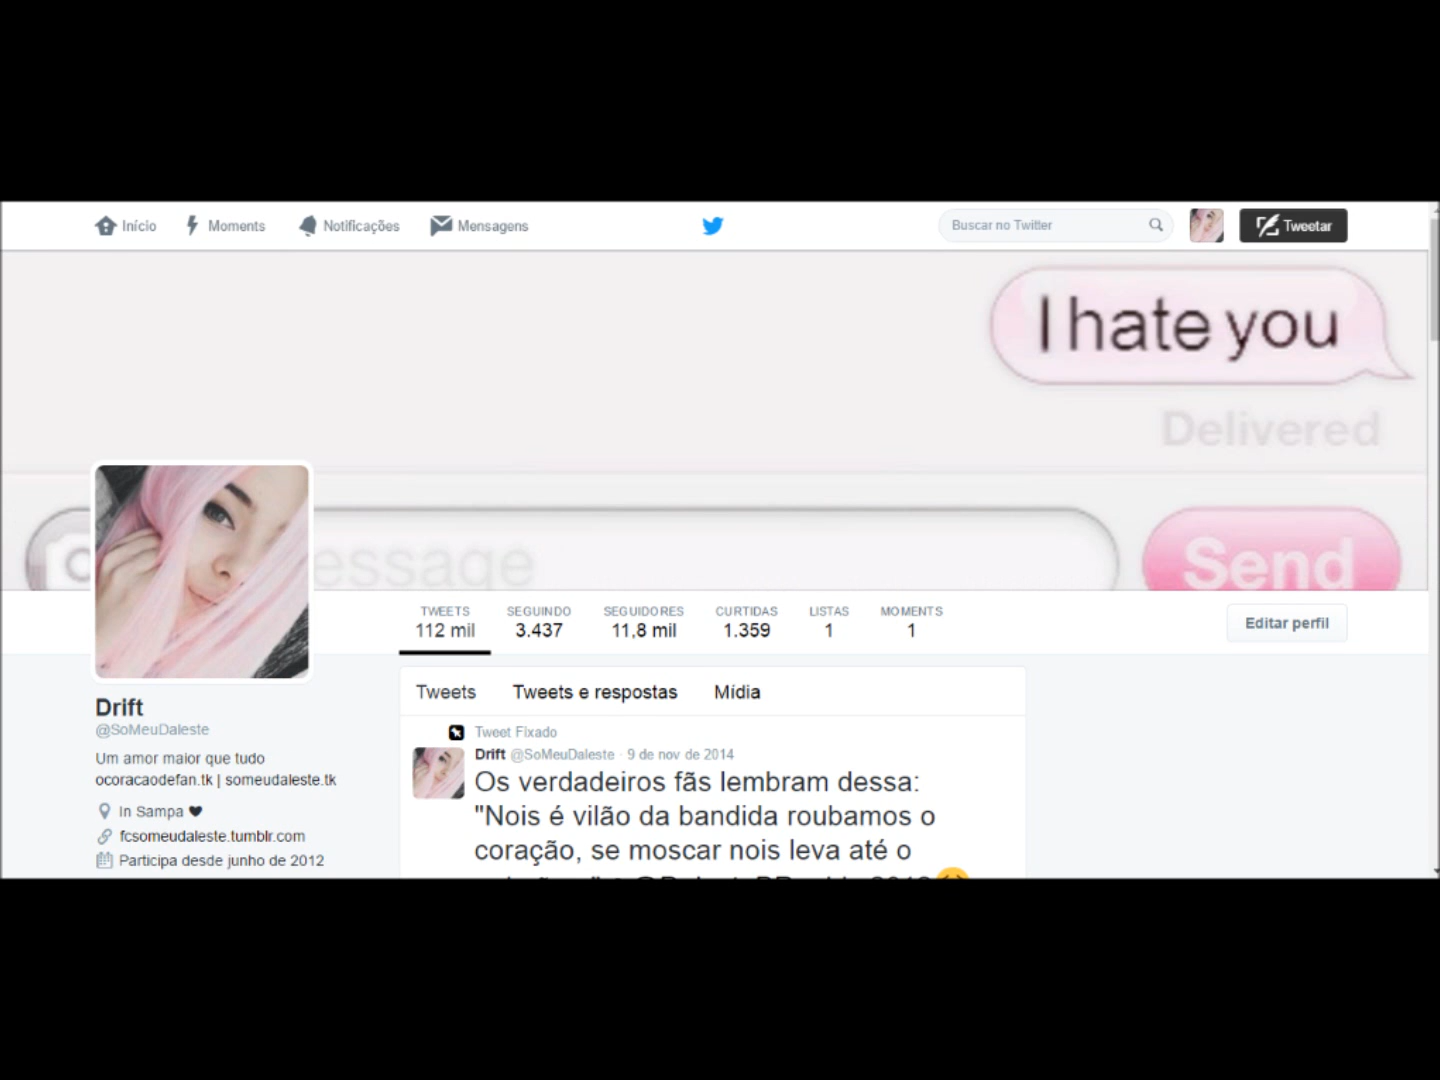 Início Moments Notificações Mensagens Buscar no Twitter Tweetar
I hate you
Delivered
essage Send
TWEETS SEGUINDO SEGUIDORES CURTIDAS LISTAS MOMENTS
112 mil 3.437 11,8 mil 1.359 1 1
Editar perfil
Drift
@SoMeuDaleste
Um amor maior que tudo
ocoracaodefan.tk | someudaleste.tk
In Sampa ♥
fcsomeudaleste.tumblr.com
Participa desde junho de 2012
Tweets Tweets e respostas Mídia
Tweet Fixado
Drift @SoMeuDaleste · 9 de nov de 2014
Os verdadeiros fãs lembram dessa:
"Nois é vilão da bandida roubamos o
coração, se moscar nois leva até o